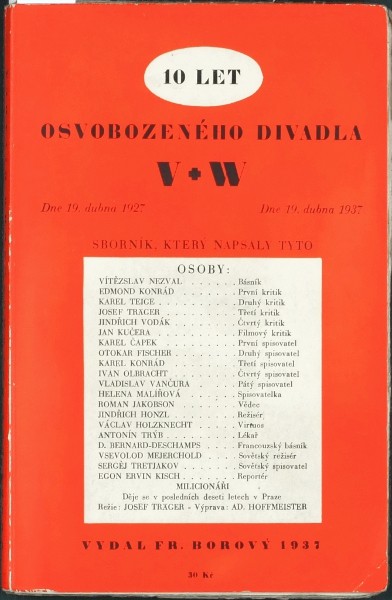 10 LET
OSVOBOZENÉHO DIVADLA
V + W
Dne 19. dubna 1927 Dne 19. dubna 1937
SBORNÍK, KTERÝ NAPSALY TYTO
OSOBY:
VÍTĚZSLAV NEZVAL . . . . . . Básník
EDMOND KONRÁD . . . . . . První kritik
KAREL TEIGE . . . . . . Druhý kritik
JOSEF TRÄGER . . . . . . Třetí kritik
JINDŘICH VODÁK . . . . . . Čtvrtý kritik
JAN KUČERA . . . . . . Filmový kritik
KAREL ČAPEK . . . . . . První spisovatel
OTOKAR FISCHER . . . . . Druhý spisovatel
KAREL KONRÁD . . . . . Třetí spisovatel
IVAN OLBRACHT . . . . . Čtvrtý spisovatel
VLADISLAV VANČURA . . . . Pátý spisovatel
HELENA MALÍŘOVÁ . . . . . Spisovatelka
ROMAN JAKOBSON . . . . . Vědec
JINDŘICH HONZL . . . . . . Režisér
VÁCLAV HOLZKNECHT . . . . Virtuos
ANTONÍN TRÝB . . . . . . Lékař
D. BERNARD-DESCHAMPS . . . Francouzský básník
VSEVOLOD MEJERCHOLD . . . Sovětský režisér
SERGĚJ TRETJAKOV . . . . . Sovětský spisovatel
EGON ERVIN KISCH . . . . . Reportér
MILICIONÁŘI
Děje se v posledních deseti letech v Praze
Režie: JOSEF TRÄGER - Výprava: AD. HOFFMEISTER
VYDAL FR. BOROVÝ 1937
30 Kč